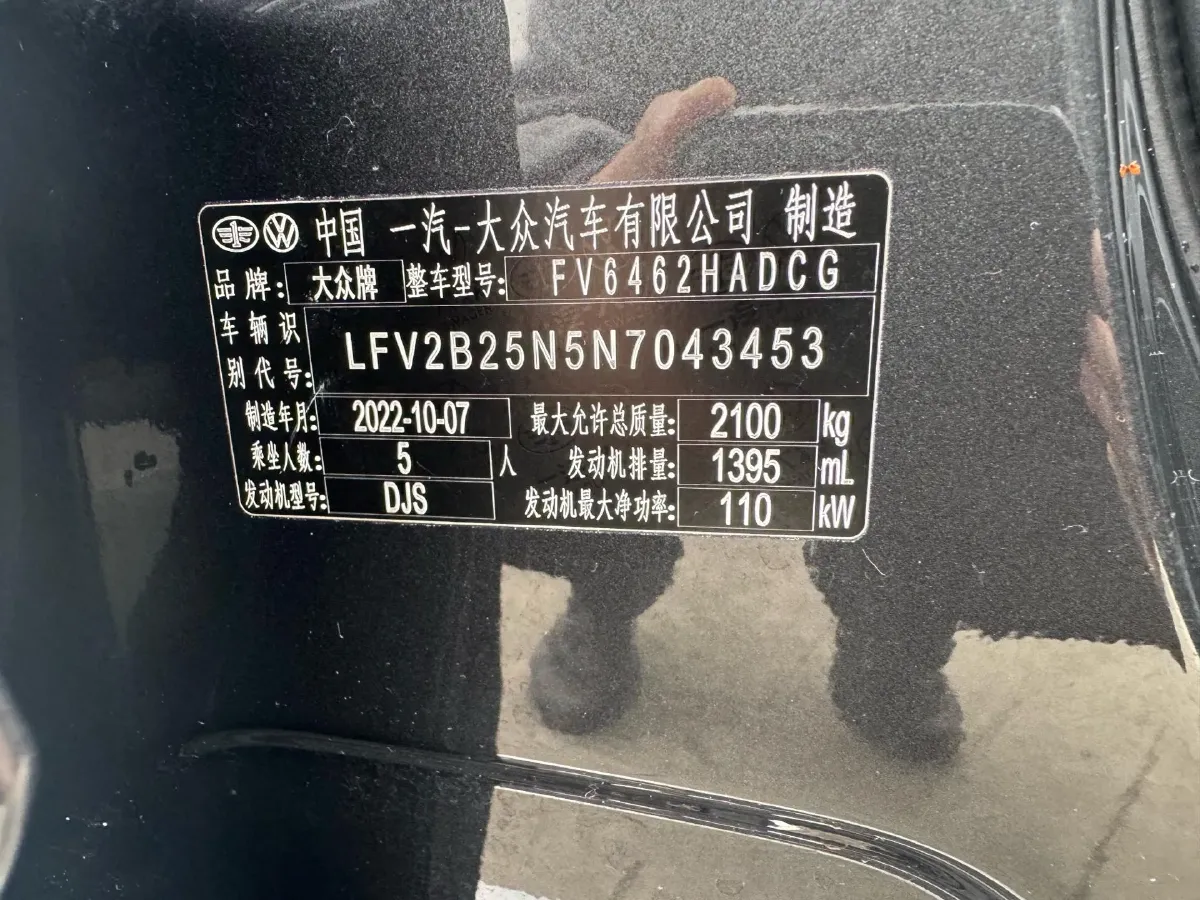 中国 一汽-大众汽车有限公司 制造
品牌: 大众牌 整车型号: FV6462HADCG
车辆识别代号: LFV2B25N5N7043453
制造年月: 2022-10-07 最大允许总质量: 2100 kg
乘坐人数: 5 人 发动机排量: 1395 mL
发动机型号: DJS 发动机最大净功率: 110 kW